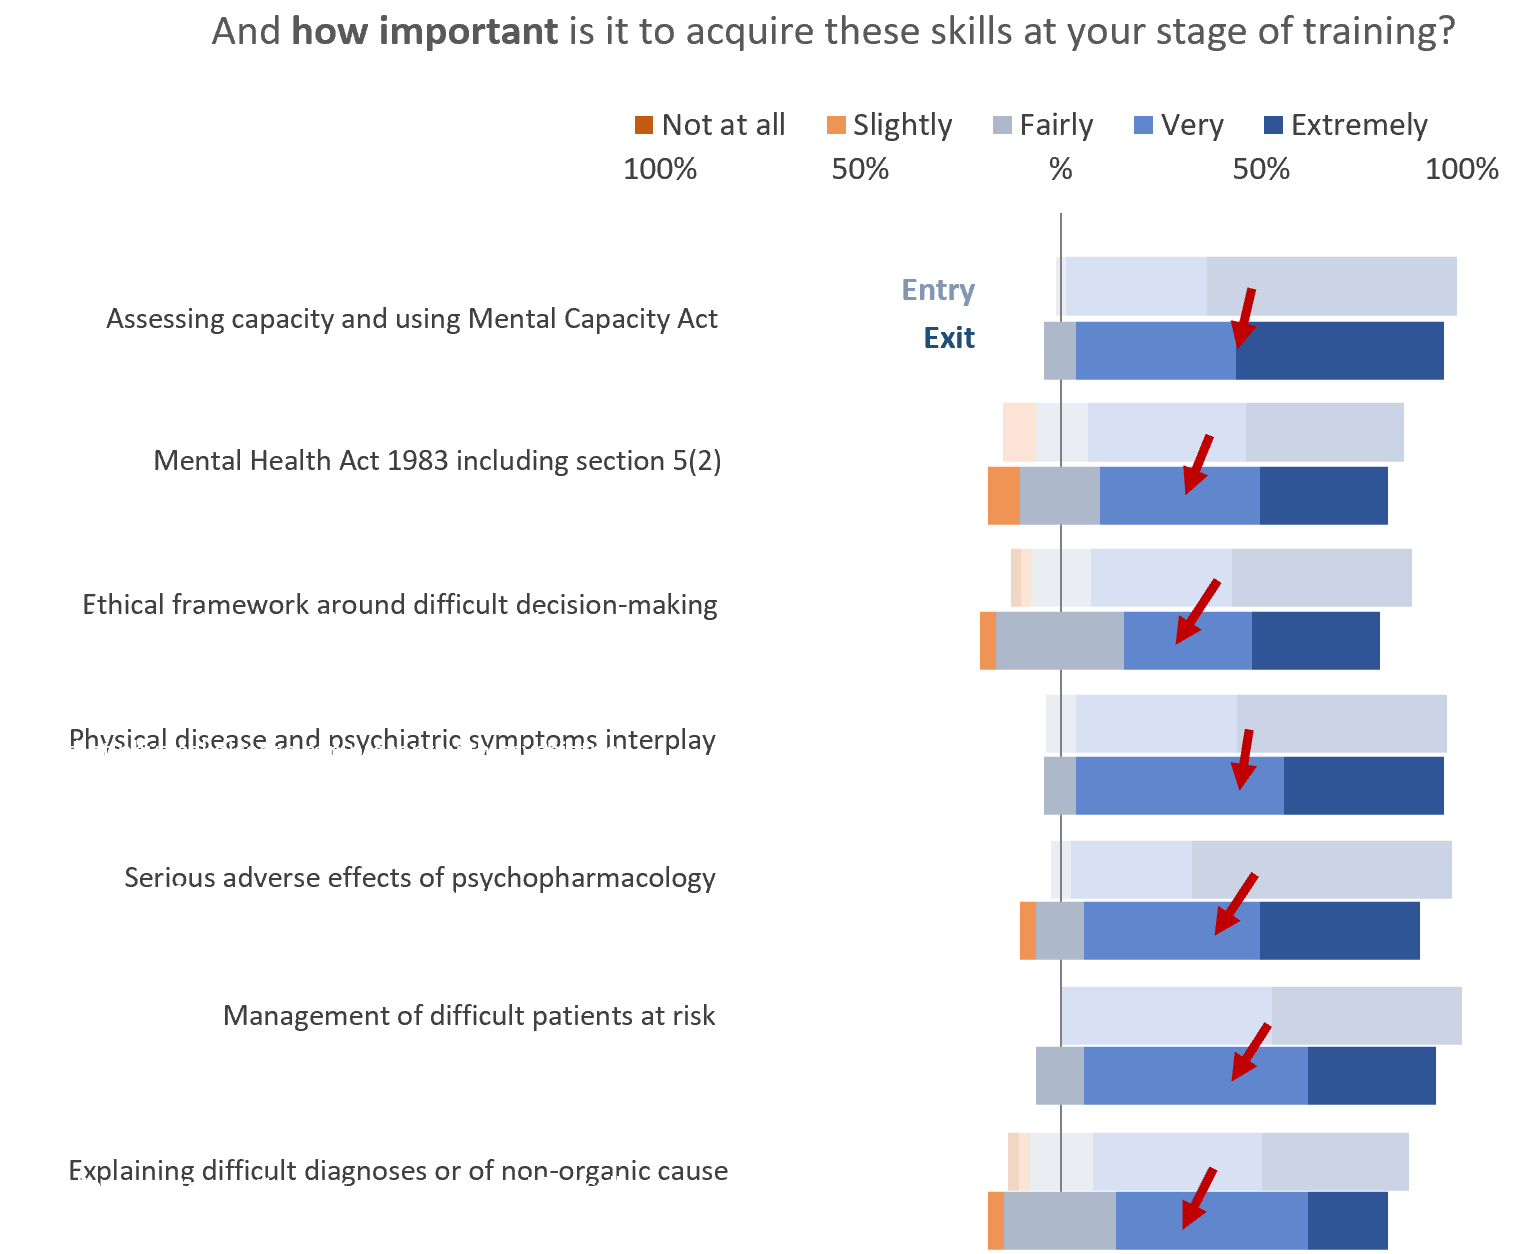 And how important is it to acquire these skills at your stage of training?
Not at all Slightly Fairly Very Extremely
100% 50% % 50% 100%
Entry
Assessing capacity and using Mental Capacity Act
Exit
Mental Health Act 1983 including section 5(2)
Ethical framework around difficult decision-making
Physical disease and psychiatric symptoms interplay
Serious adverse effects of psychopharmacology
Management of difficult patients at risk
Explaining difficult diagnoses or of non-organic cause